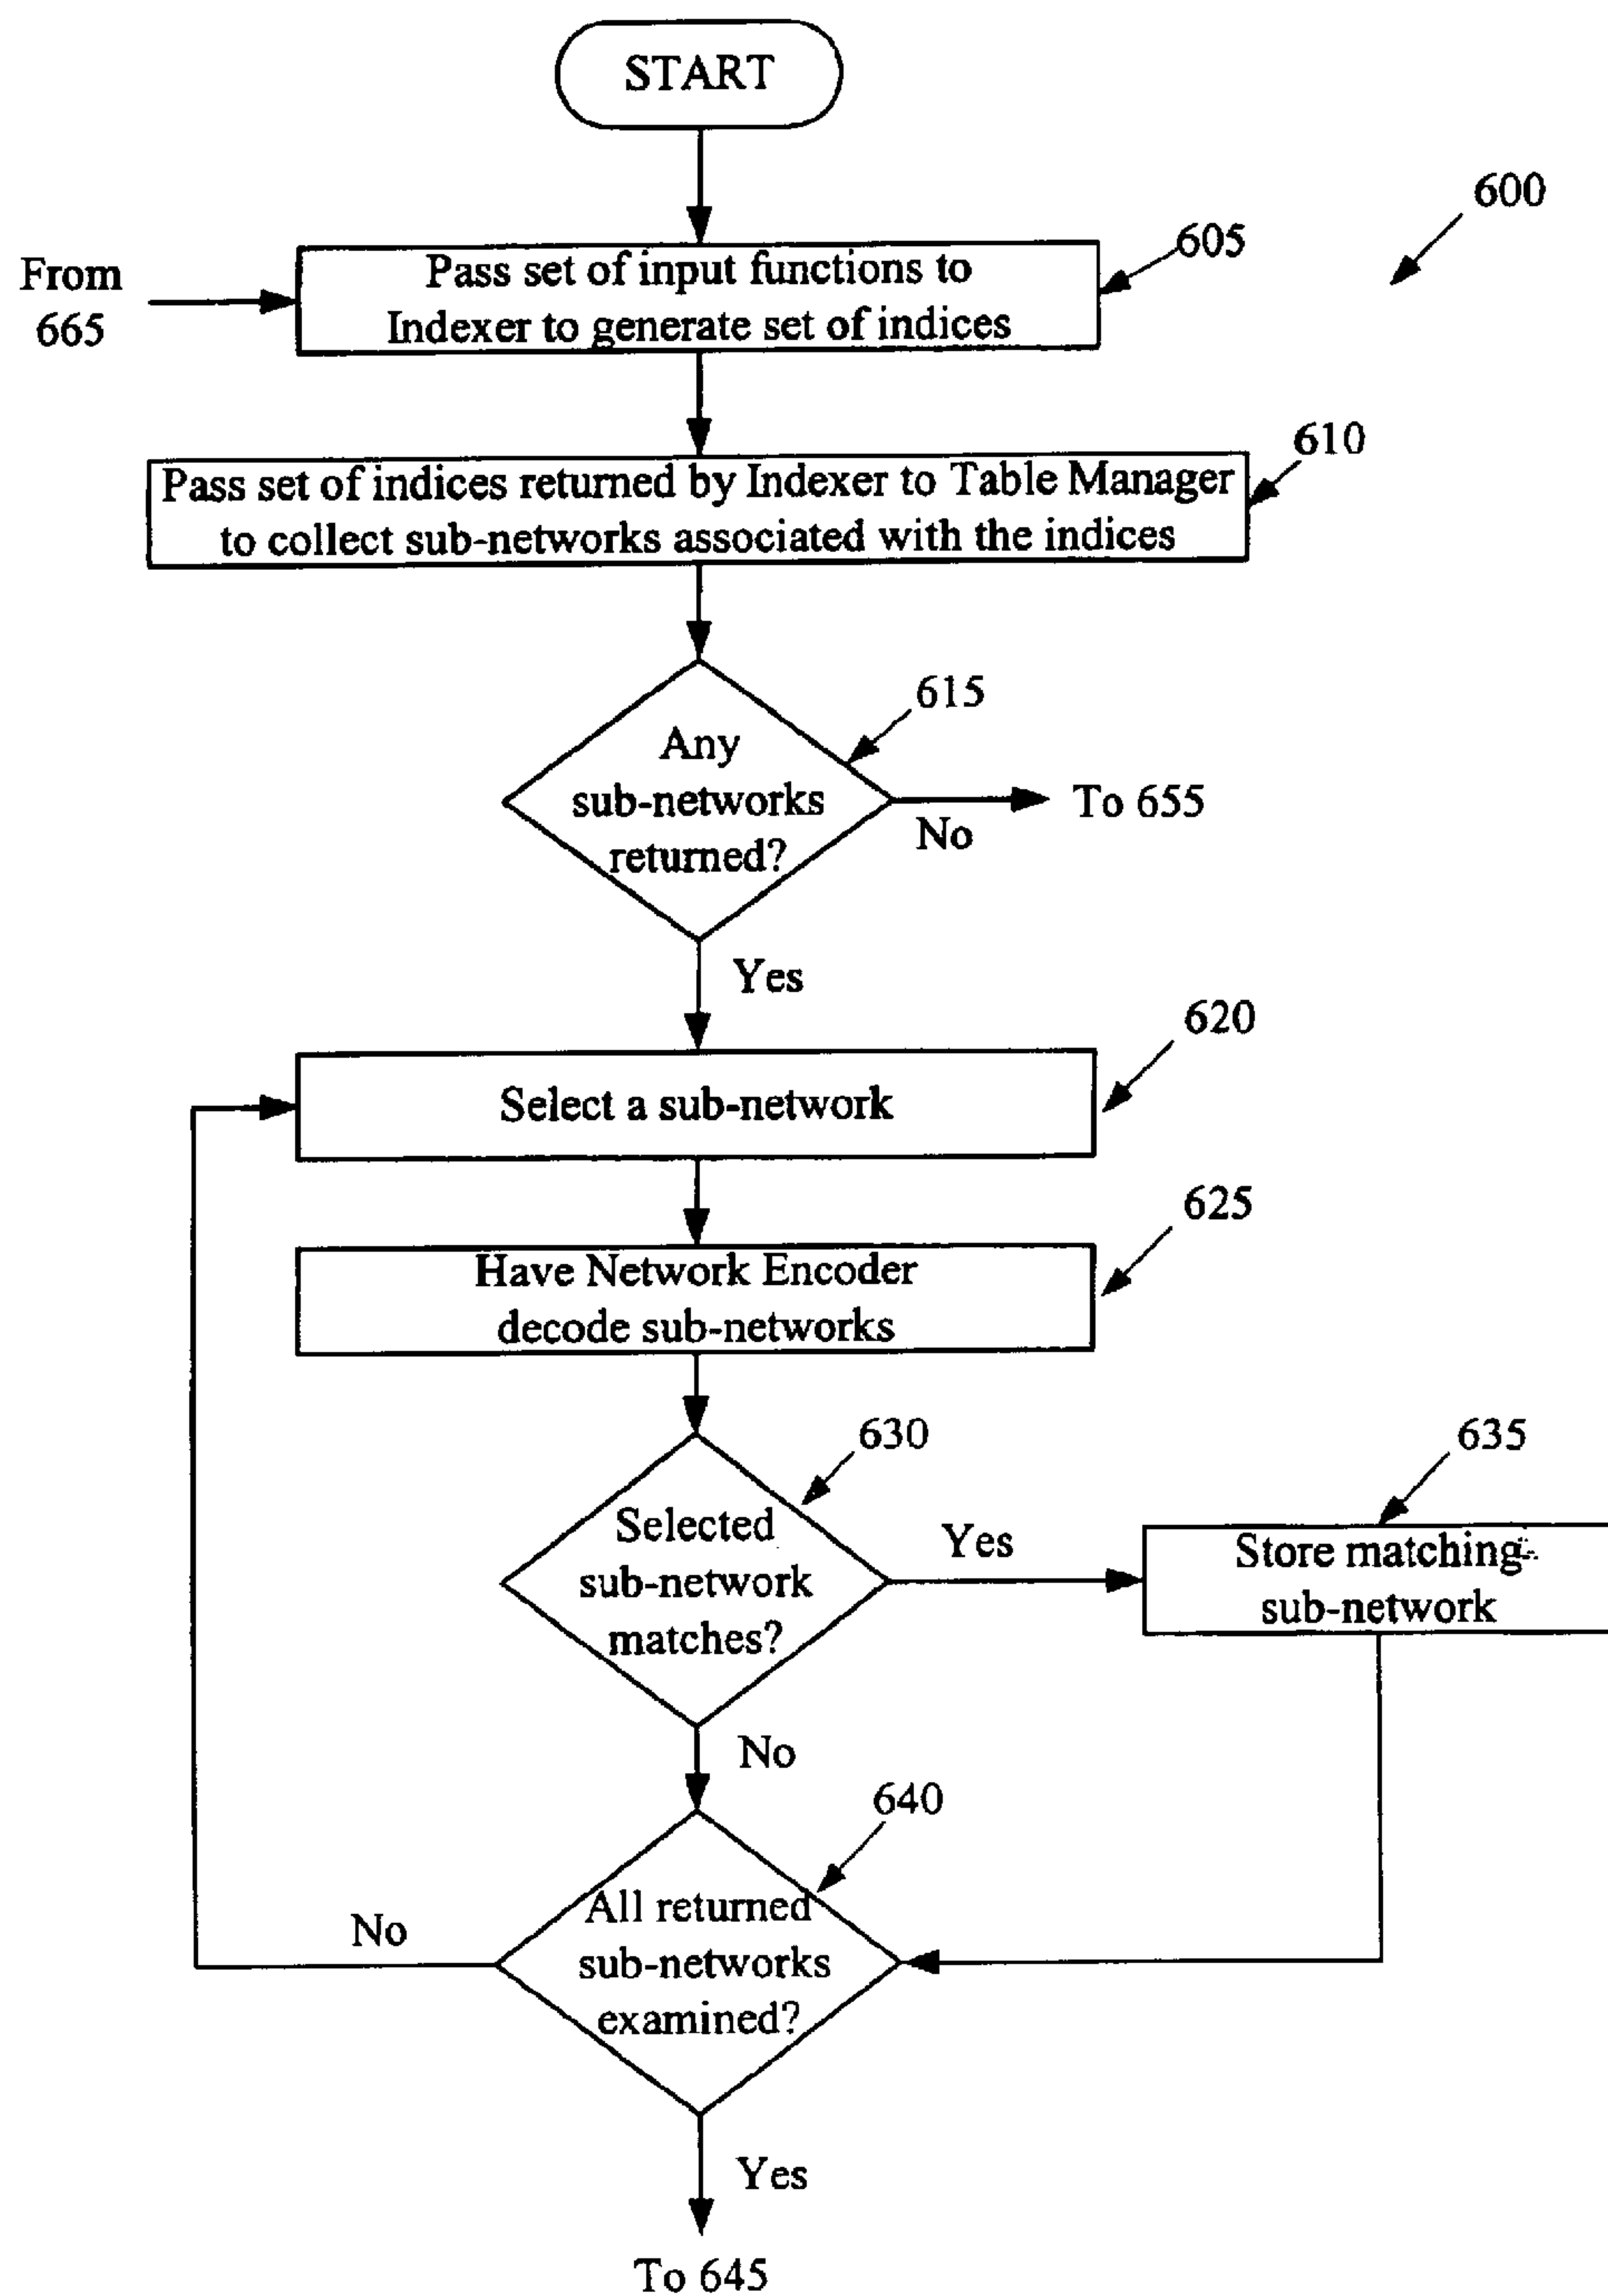 START
600
605
From
665
Pass set of input functions to
Indexer to generate set of indices
610
Pass set of indices returned by Indexer to Table Manager
to collect sub-networks associated with the indices
615
Any
sub-networks
returned?
To 655
No
Yes
620
Select a sub-network
625
Have Network Encoder
decode sub-networks
630
635
Selected
sub-network
matches?
Yes
Store matching
sub-network
No
640
All returned
sub-networks
examined?
No
Yes
To 645